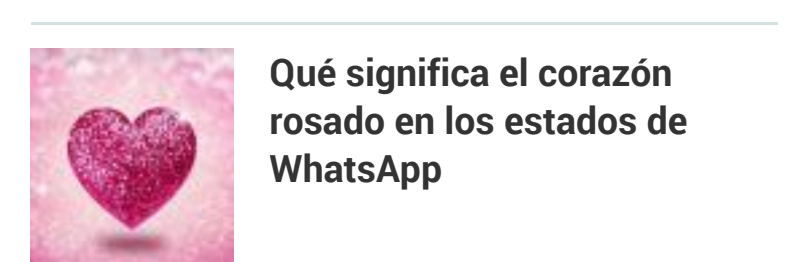 Qué significa el corazón
rosado en los estados de
WhatsApp